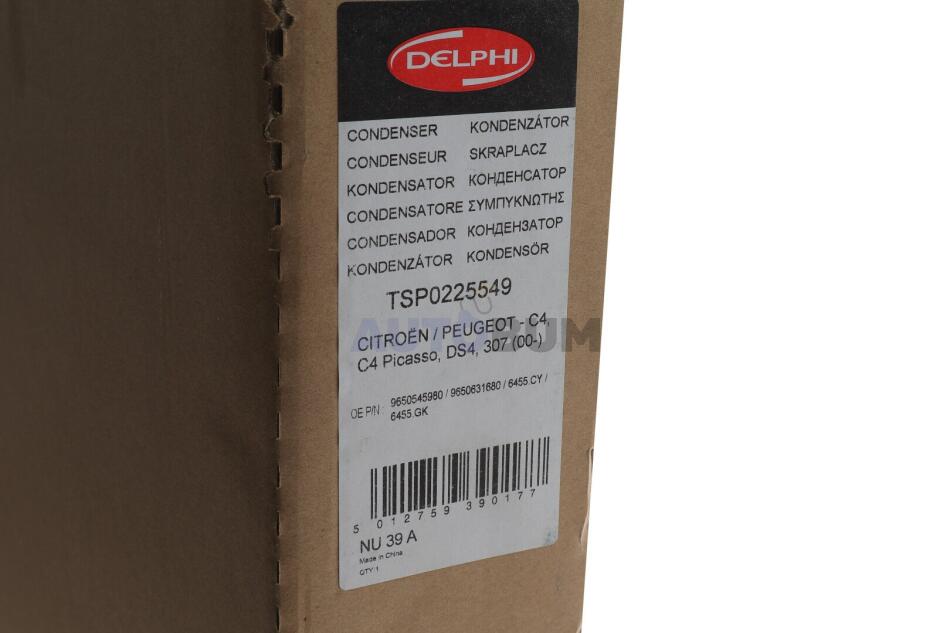 DELPHI
CONDENSER KONDENZÁTOR
CONDENSEUR SKRAPLACZ
KONDENSATOR КОНДЕНСАТОР
CONDENSATORE ΣΥΜΠΥΚΝΩΤΗΣ
CONDENSADOR КОНДЕНЗАТОР
KONDENZÁTOR KONDENSÖR
TSP0225549
AUTOBUM
CITROËN / PEUGEOT - C4
C4 Picasso, DS4, 307 (00-)
OE P/N : 9650545980 / 9650631680 / 6455.CY /
6455.GK
5 012759 390177
NU 39 A
Made in China
QTY:1